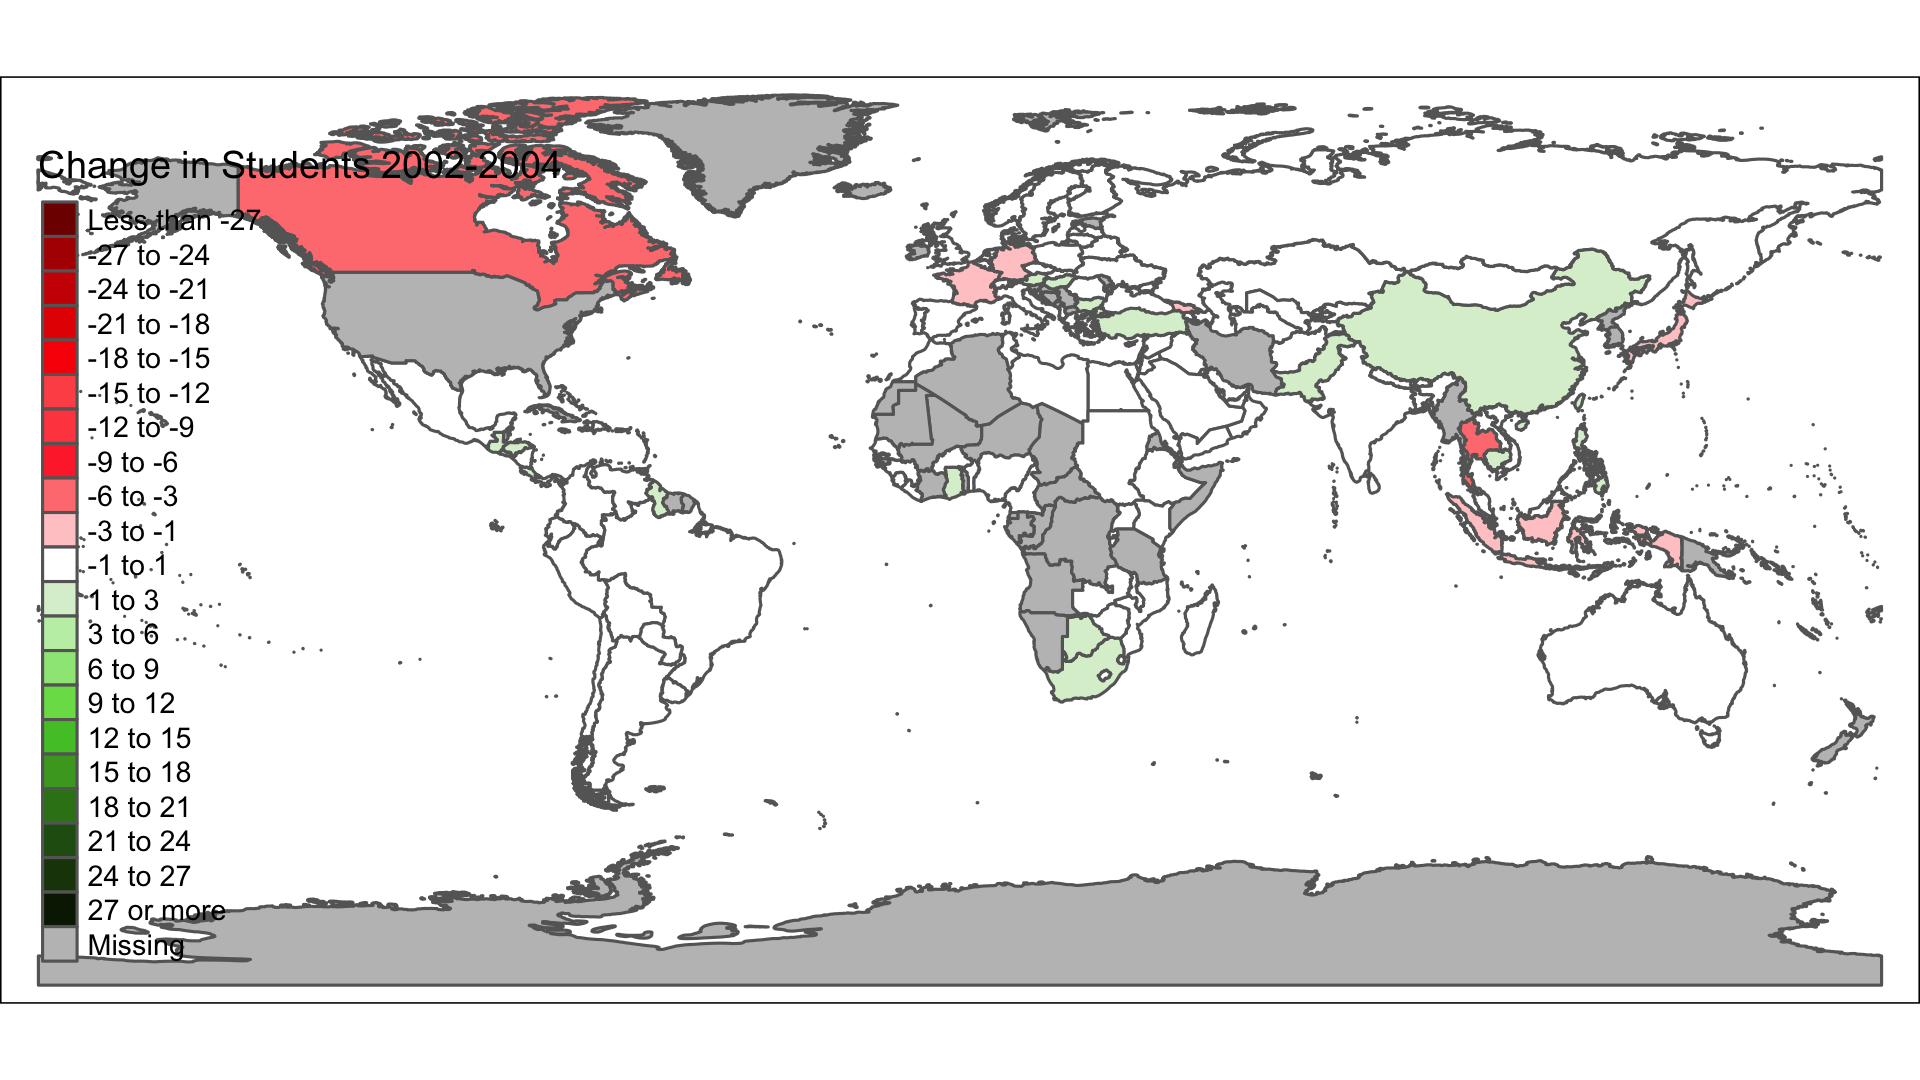 Change in Students 2002-2004
Less than -27
-27 to -24
-24 to -21
-21 to -18
-18 to -15
-15 to -12
-12 to -9
-9 to -6
-6 to -3
-3 to -1
-1 to 1
1 to 3
3 to 6
6 to 9
9 to 12
12 to 15
15 to 18
18 to 21
21 to 24
24 to 27
27 or more
Missing